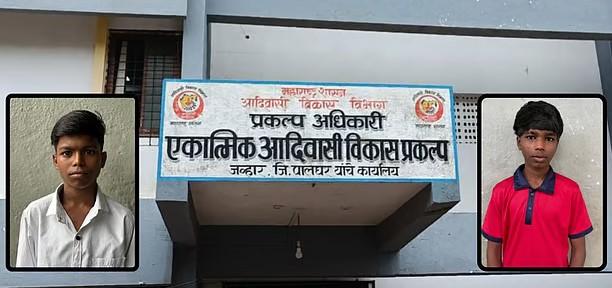 महाराष्ट्र शासन
आदिवासी विकास विभाग
प्रकल्प अधिकारी
एकात्मिक आदिवासी विकास प्रकल्प
जव्हार, जि.पालघर यांचे कार्यालय